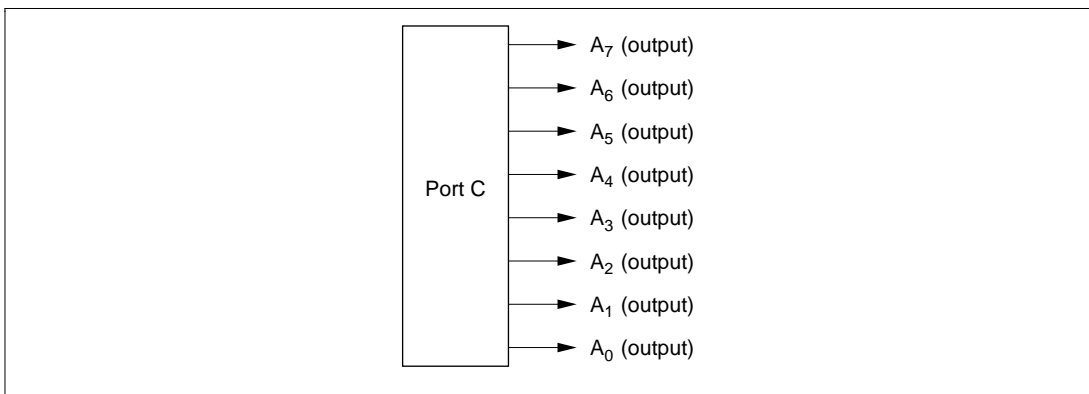 A7 (output)
A6 (output)
A5 (output)
A4 (output)
Port C
A3 (output)
A2 (output)
A1 (output)
A0 (output)